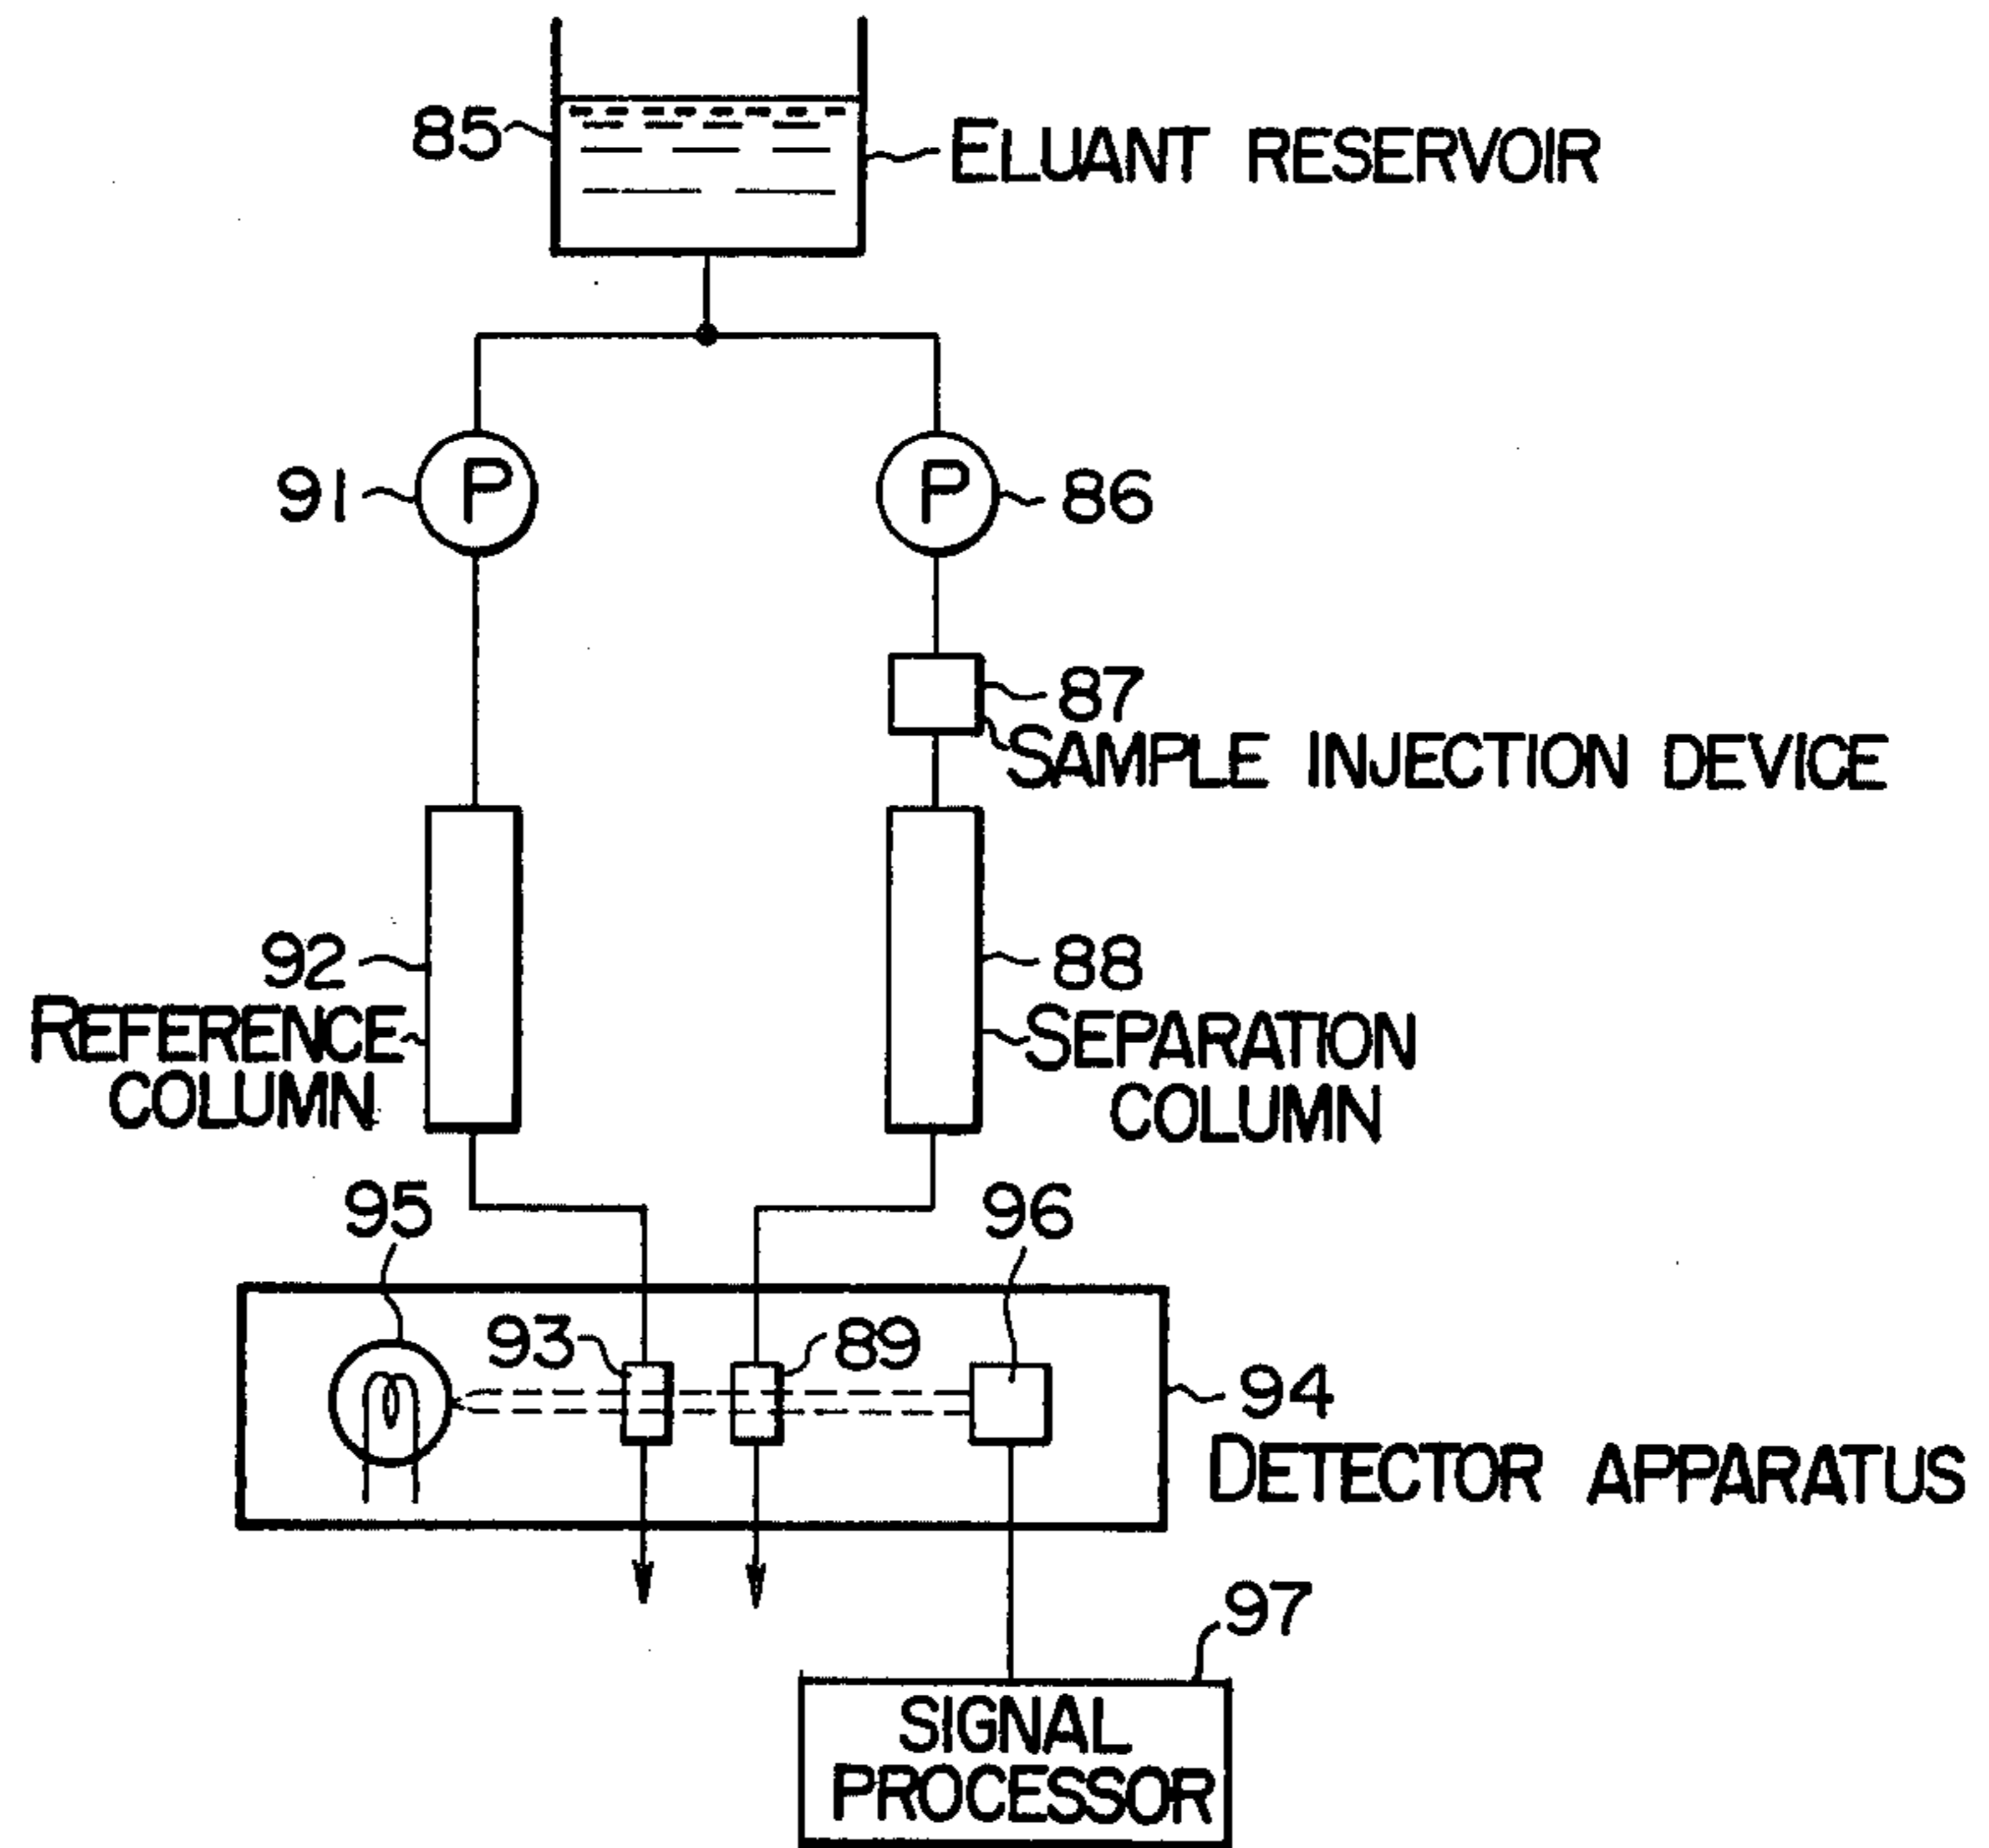 85
ELUANT RESERVOIR
91
P
P
86
87
SAMPLE INJECTION DEVICE
92
REFERENCE
COLUMN
88
SEPARATION
COLUMN
95
96
93
89
94
DETECTOR APPARATUS
97
SIGNAL
PROCESSOR